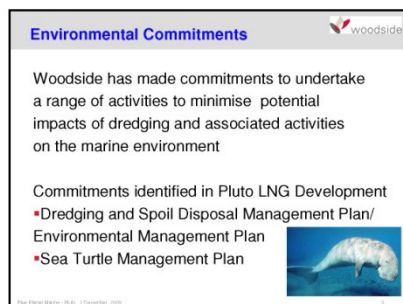 Environmental Commitments
woodside
Woodside has made commitments to undertake
a range of activities to minimise potential
impacts of dredging and associated activities
on the marine environment
Commitments identified in Pluto LNG Development
▪Dredging and Spoil Disposal Management Plan/
Environmental Management Plan
▪Sea Turtle Management Plan